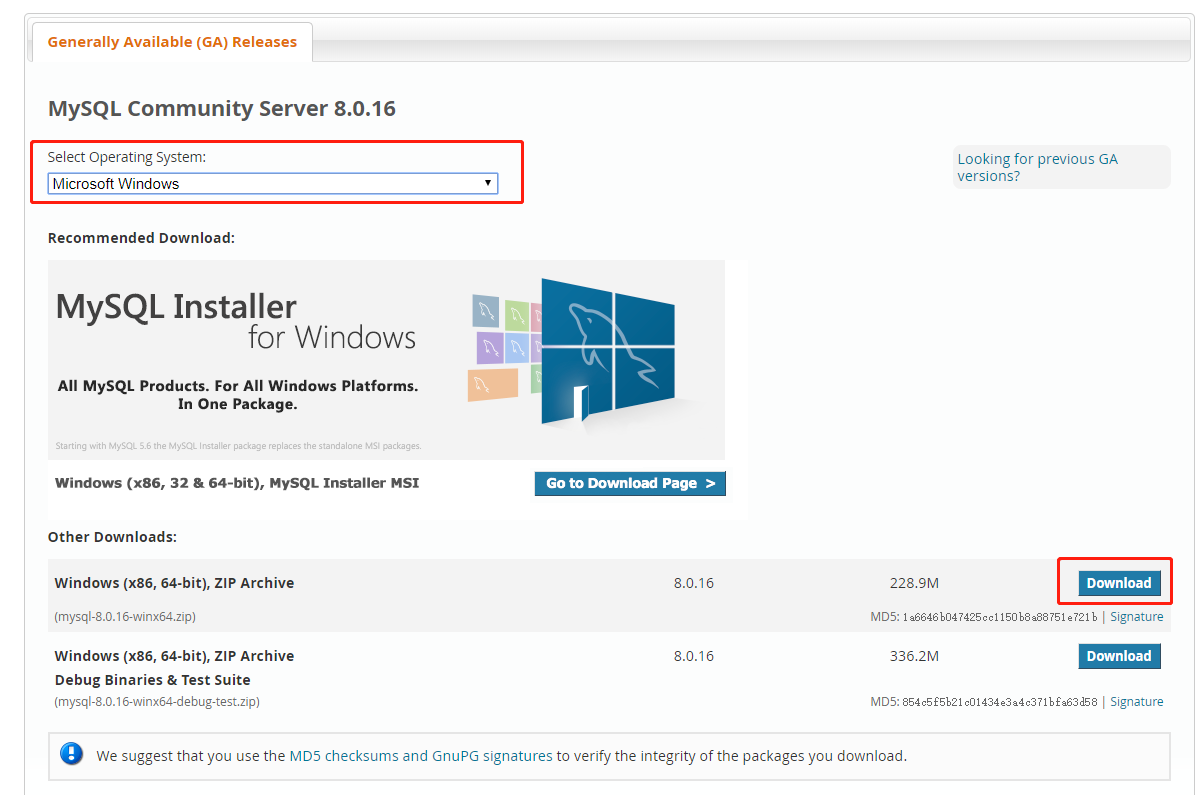 Generally Available (GA) Releases
MySQL Community Server 8.0.16
Select Operating System:
Microsoft Windows
Looking for previous GA
versions?
Recommended Download:
MySQL Installer
for Windows
All MySQL Products. For All Windows Platforms.
In One Package.
Starting with MySQL 5.6 the MySQL Installer package replaces the standalone MSI packages.
Windows (x86, 32 & 64-bit), MySQL Installer MSI
Go to Download Page >
Other Downloads:
Windows (x86, 64-bit), ZIP Archive 8.0.16 228.9M Download
(mysql-8.0.16-winx64.zip) MD5: 1a6646b047425cc1150b8a88751e721b | Signature
Windows (x86, 64-bit), ZIP Archive 8.0.16 336.2M Download
Debug Binaries & Test Suite
(mysql-8.0.16-winx64-debug-test.zip) MD5: 854c5f5b21c01434e3a4c371bfa63d58 | Signature
We suggest that you use the MD5 checksums and GnuPG signatures to verify the integrity of the packages you download.